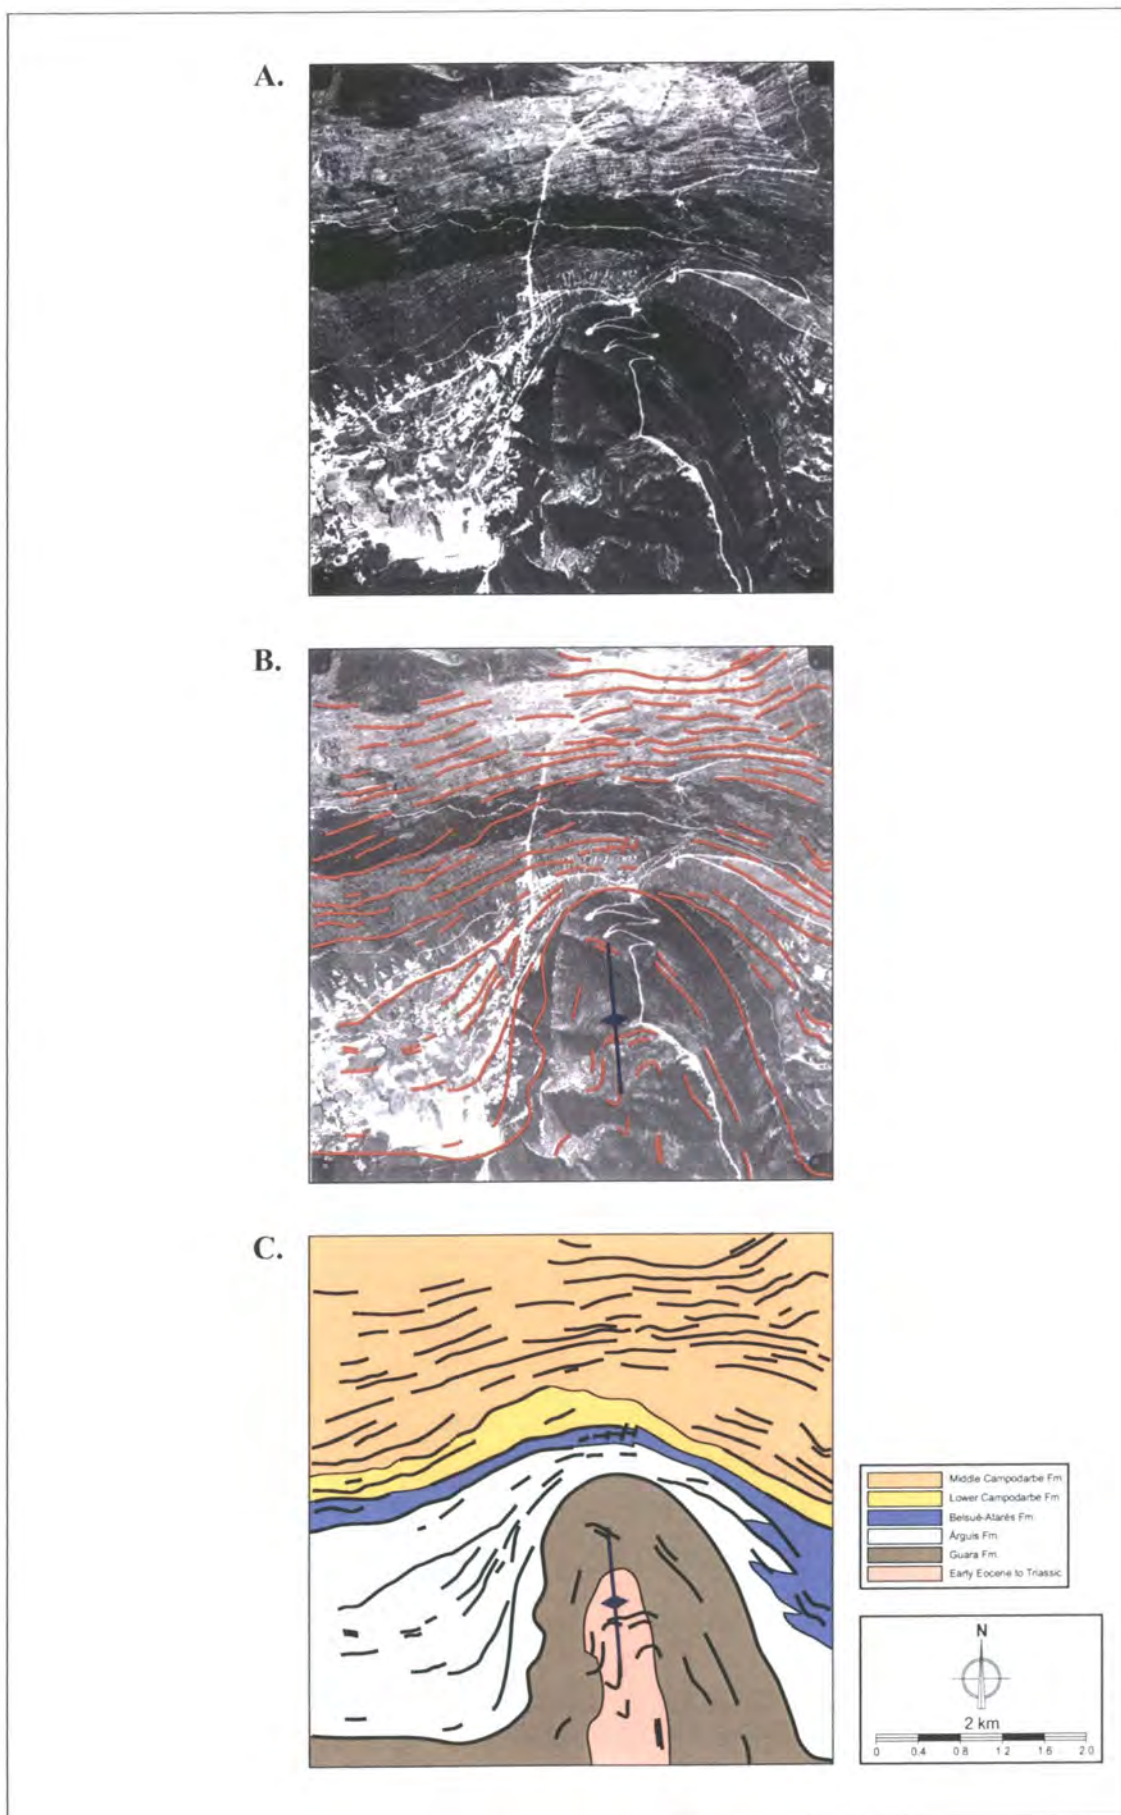 A.
B.
C.
Middle Campodarbe Fm
Lower Campodarbe Fm
Belsué-Atarés Fm
Árguis Fm
Guara Fm
Early Eocene to Triassic
N
2 km
0 0.4 0.8 1.2 1.6 2.0